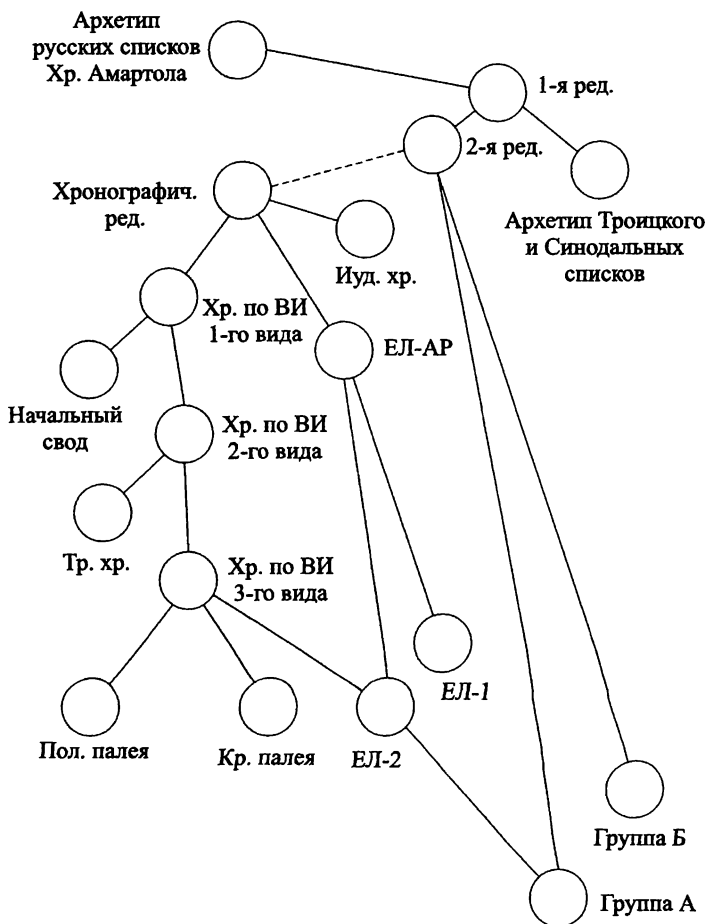 Архетип
русских списков
Хр. Амартола
1-я ред.
2-я ред.
Хронографич.
ред.
Архетип Троицкого
и Синодальных
списков
Иуд. хр.
Хр. по ВИ
1-го вида
ЕЛ-АР
Начальный
свод
Хр. по ВИ
2-го вида
Тр. хр.
Хр. по ВИ
3-го вида
ЕЛ-1
Пол. палея
Кр. палея
ЕЛ-2
Группа Б
Группа А